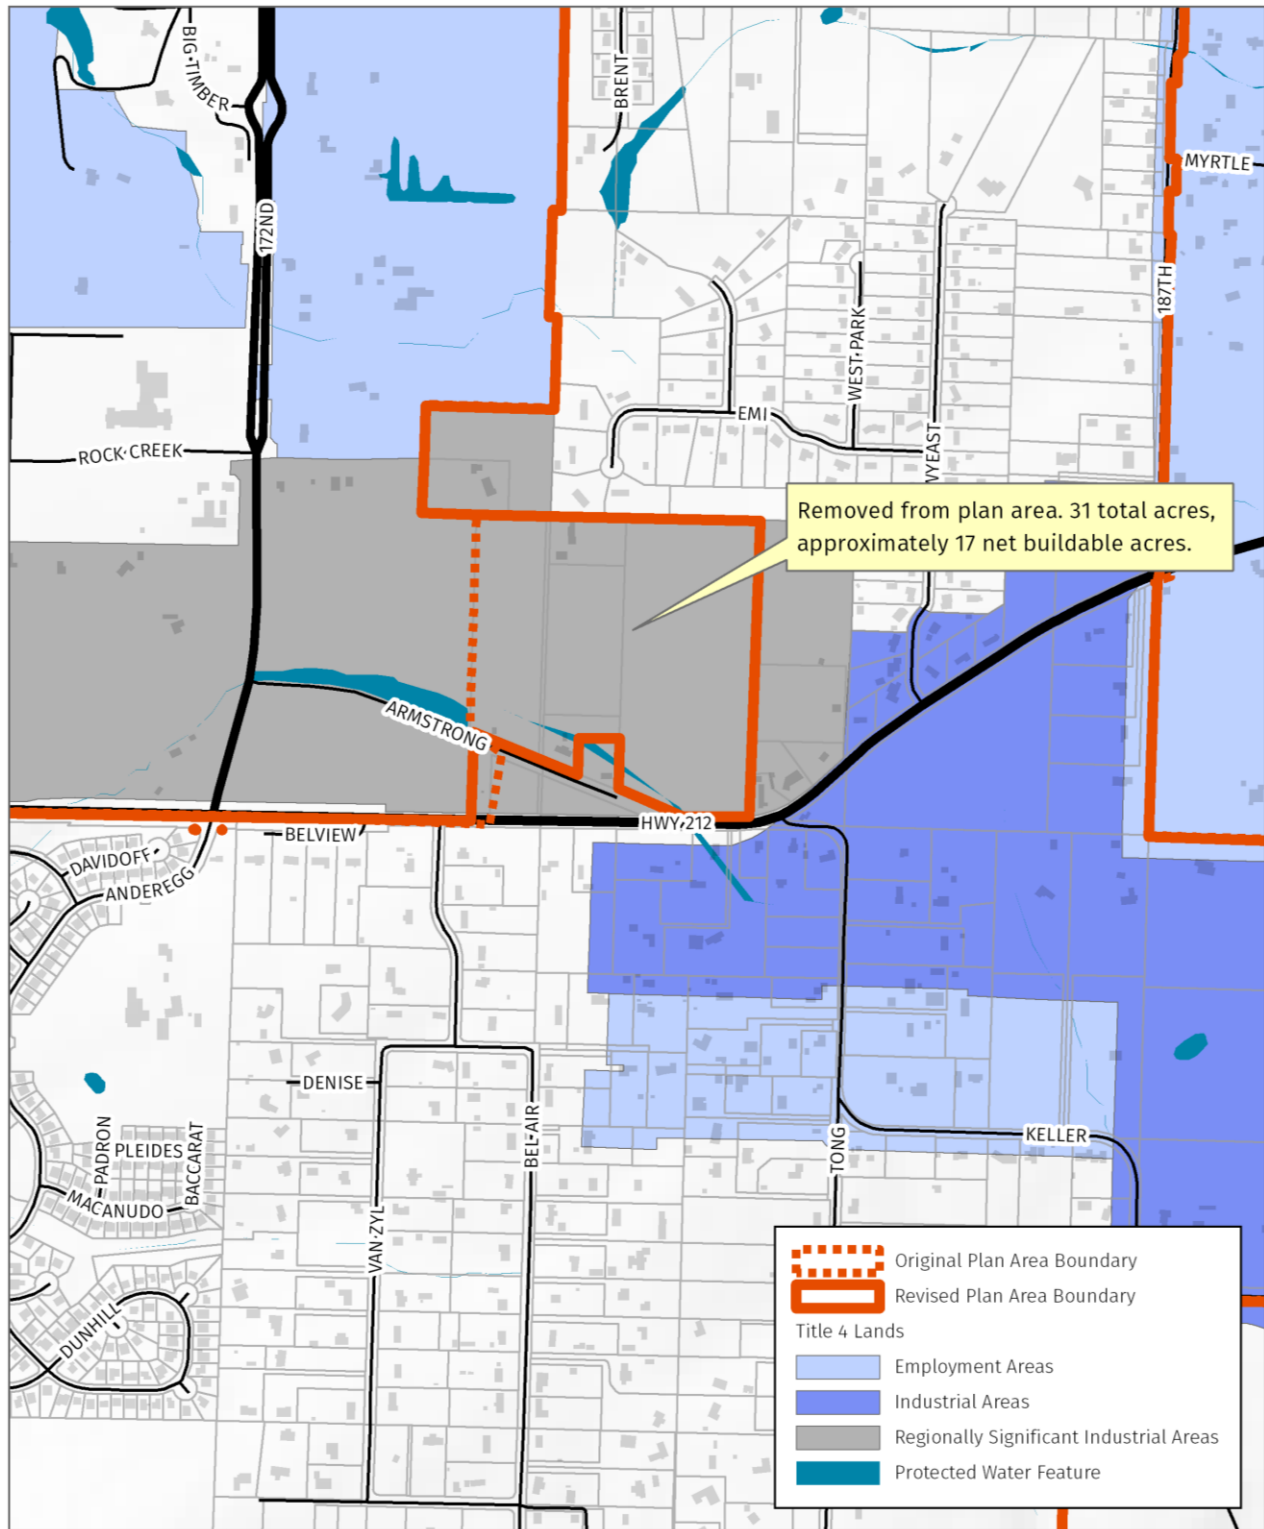 BIG TIMBER
BRENT
MYRTLE
172ND
187TH
WEST PARK
EMI
WYEAST
ROCK CREEK
Removed from plan area. 31 total acres,
approximately 17 net buildable acres.
ARMSTRONG
HWY 212
BELVIEW
DAVIDOFF
ANDEREGG
DENISE
BEL AIR
TONG
KELLER
PADRON
PLEIDES
BACCARAT
MACANUDO
VAN ZYL
DUNHILL
Original Plan Area Boundary
Revised Plan Area Boundary
Title 4 Lands
Employment Areas
Industrial Areas
Regionally Significant Industrial Areas
Protected Water Feature